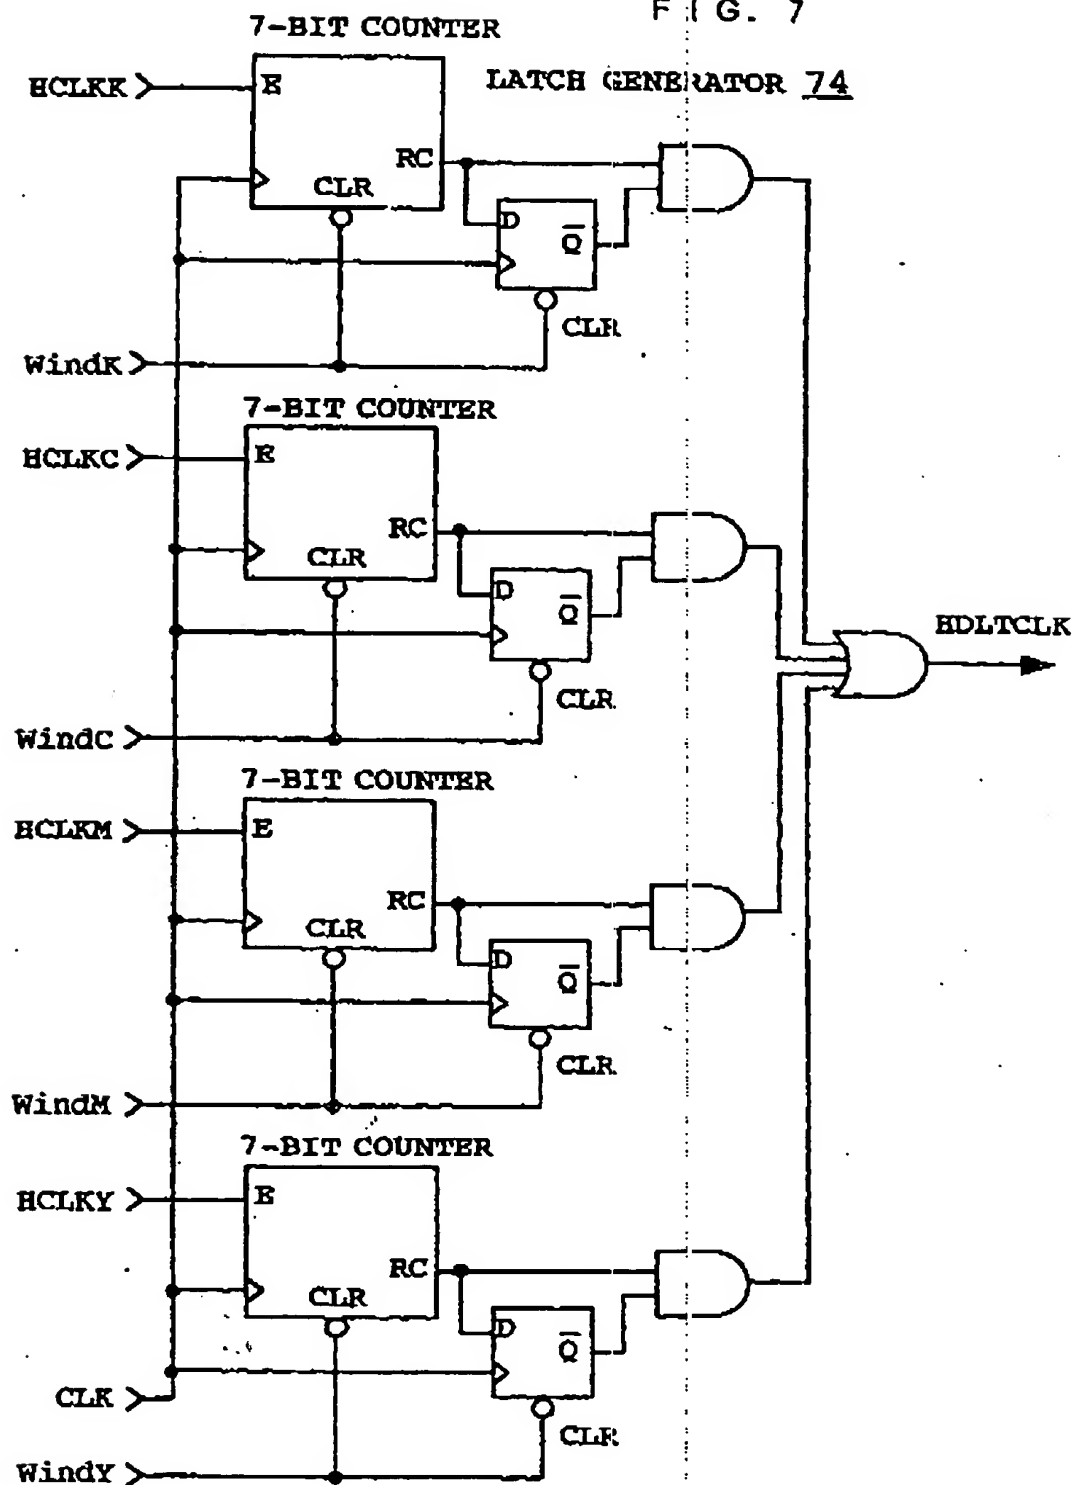 FIG. 7
7-BIT COUNTER
LATCH GENERATOR 74
HCLKK
E
RC
CLR
D
Q
CLR
WindK
7-BIT COUNTER
HCLKC
E
RC
CLR
D
Q
CLR
HDLTCLK
WindC
7-BIT COUNTER
HCLKM
E
RC
CLR
D
Q
CLR
WindM
7-BIT COUNTER
HCLKY
E
RC
CLR
D
Q
CLK
CLR
WindY